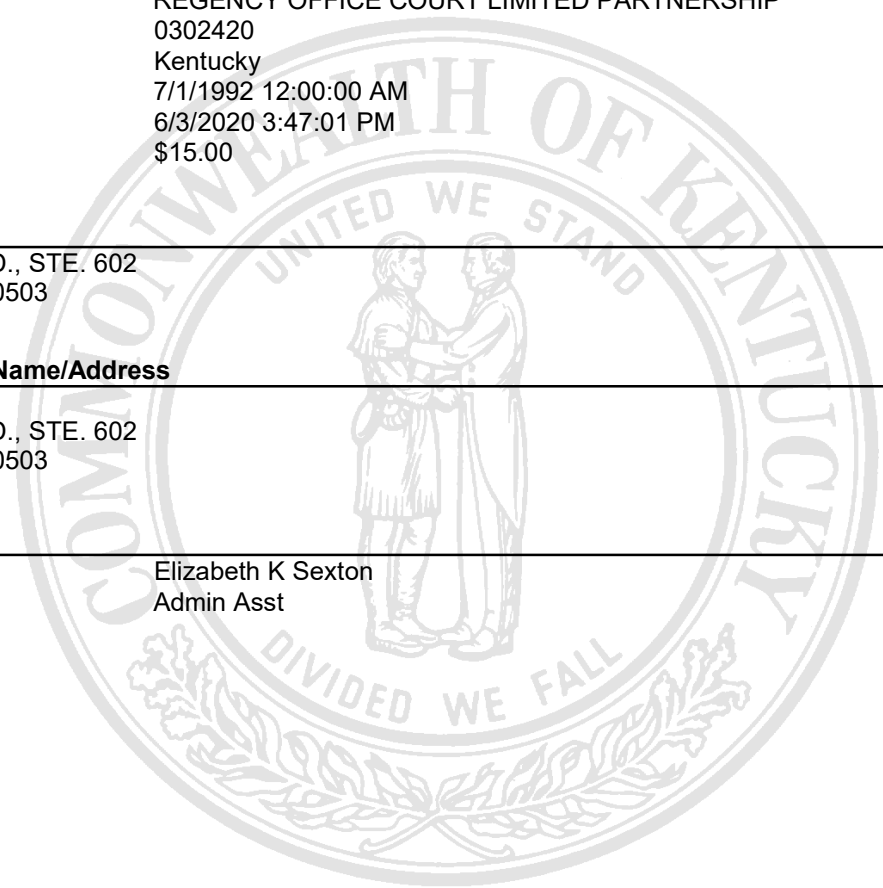 REGENCY OFFICE COURT LIMITED PARTNERSHIP
0302420
Kentucky
7/1/1992 12:00:00 AM
6/3/2020 3:47:01 PM
$15.00
., STE. 602
0503
Name/Address
., STE. 602
0503
Elizabeth K Sexton
Admin Asst
COMMONWEALTH OF KENTUCKY
UNITED WE STAND
DIVIDED WE FALL